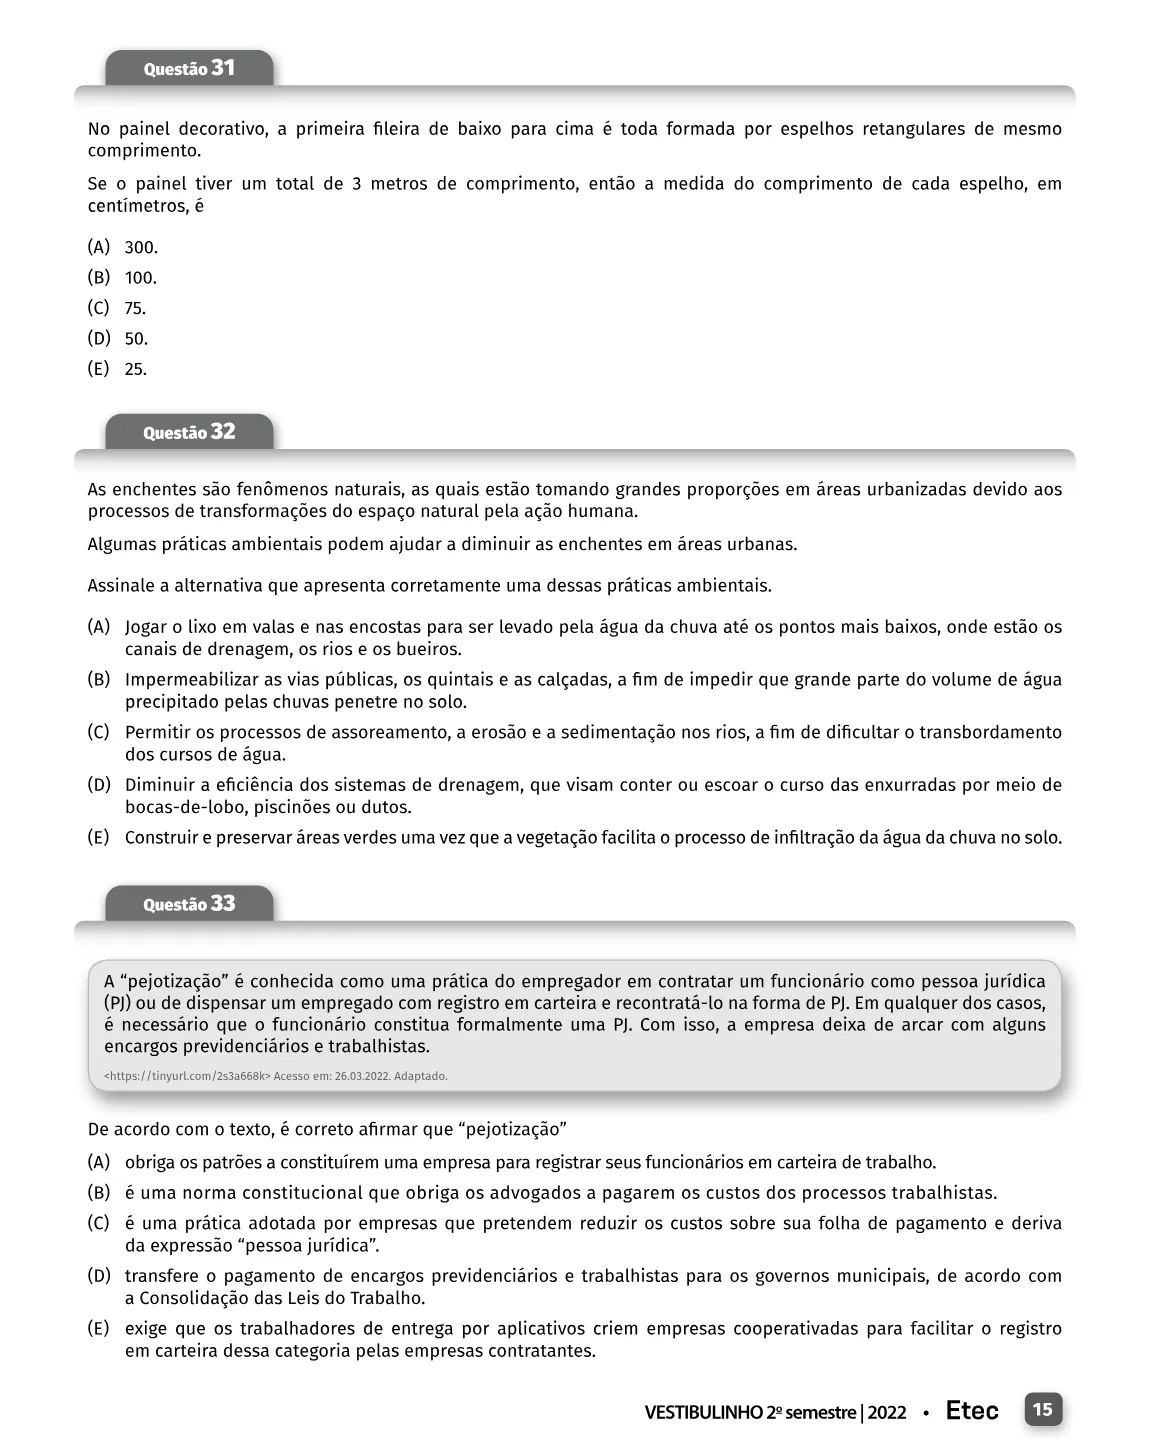 Questão 31
No painel decorativo, a primeira fileira de baixo para cima é toda formada por espelhos retangulares de mesmo
comprimento.
Se o painel tiver um total de 3 metros de comprimento, então a medida do comprimento de cada espelho, em
centímetros, é
(A) 300.
(B) 100.
(C) 75.
(D) 50.
(E) 25.
Questão 32
As enchentes são fenômenos naturais, as quais estão tomando grandes proporções em áreas urbanizadas devido aos
processos de transformações do espaço natural pela ação humana.
Algumas práticas ambientais podem ajudar a diminuir as enchentes em áreas urbanas.
Assinale a alternativa que apresenta corretamente uma dessas práticas ambientais.
(A) Jogar o lixo em valas e nas encostas para ser levado pela água da chuva até os pontos mais baixos, onde estão os
canais de drenagem, os rios e os bueiros.
(B) Impermeabilizar as vias públicas, os quintais e as calçadas, a fim de impedir que grande parte do volume de água
precipitado pelas chuvas penetre no solo.
(C) Permitir os processos de assoreamento, a erosão e a sedimentação nos rios, a fim de dificultar o transbordamento
dos cursos de água.
(D) Diminuir a eficiência dos sistemas de drenagem, que visam conter ou escoar o curso das enxurradas por meio de
bocas-de-lobo, piscinões ou dutos.
(E) Construir e preservar áreas verdes uma vez que a vegetação facilita o processo de infiltração da água da chuva no solo.
Questão 33
A “pejotização” é conhecida como uma prática do empregador em contratar um funcionário como pessoa jurídica
(PJ) ou de dispensar um empregado com registro em carteira e recontratá-lo na forma de PJ. Em qualquer dos casos,
é necessário que o funcionário constitua formalmente uma PJ. Com isso, a empresa deixa de arcar com alguns
encargos previdenciários e trabalhistas.
<https://tinyurl.com/2s3a668k> Acesso em: 26.03.2022. Adaptado.
De acordo com o texto, é correto afirmar que “pejotização”
(A) obriga os patrões a constituírem uma empresa para registrar seus funcionários em carteira de trabalho.
(B) é uma norma constitucional que obriga os advogados a pagarem os custos dos processos trabalhistas.
(C) é uma prática adotada por empresas que pretendem reduzir os custos sobre sua folha de pagamento e deriva
da expressão “pessoa jurídica”.
(D) transfere o pagamento de encargos previdenciários e trabalhistas para os governos municipais, de acordo com
a Consolidação das Leis do Trabalho.
(E) exige que os trabalhadores de entrega por aplicativos criem empresas cooperativadas para facilitar o registro
em carteira dessa categoria pelas empresas contratantes.
VESTIBULINHO 2º semestre | 2022 • Etec 15